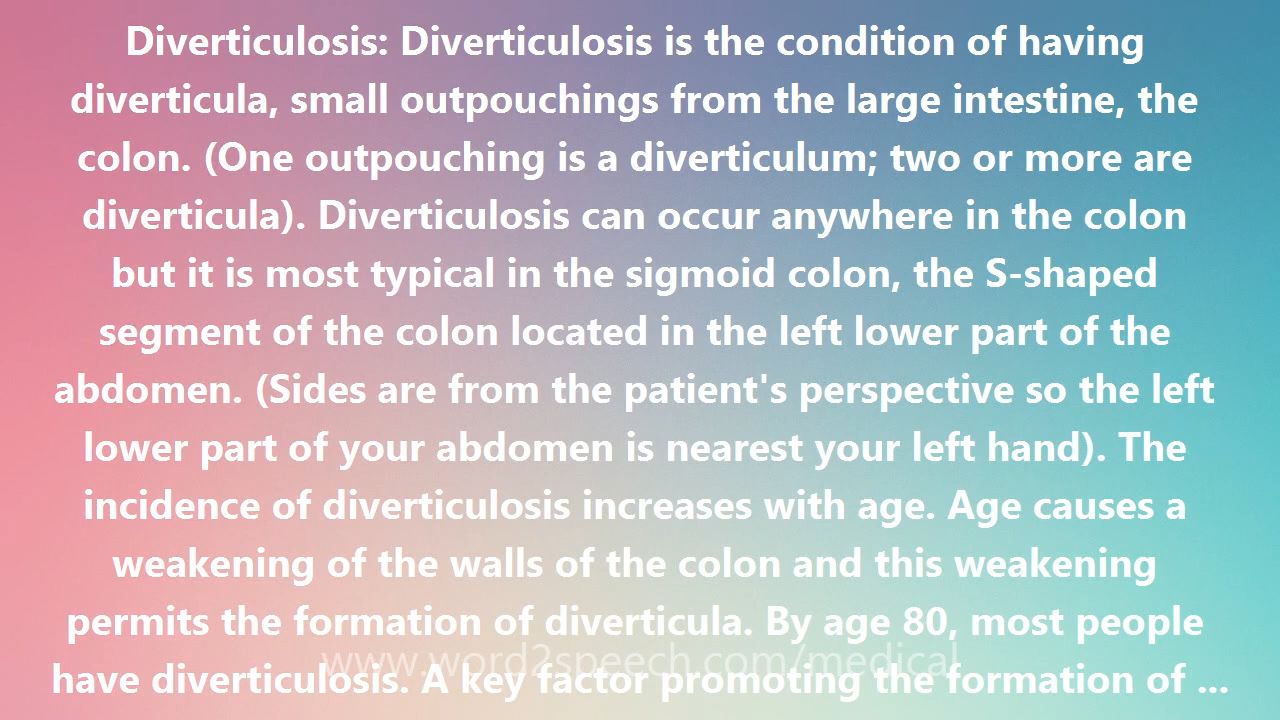 Diverticulosis: Diverticulosis is the condition of having
diverticula, small outpouchings from the large intestine, the
colon. (One outpouching is a diverticulum; two or more are
diverticula). Diverticulosis can occur anywhere in the colon
but it is most typical in the sigmoid colon, the S-shaped
segment of the colon located in the left lower part of the
abdomen. (Sides are from the patient's perspective so the left
lower part of your abdomen is nearest your left hand). The
incidence of diverticulosis increases with age. Age causes a
weakening of the walls of the colon and this weakening
permits the formation of diverticula. By age 80, most people
www.word2speech.com/medical
have diverticulosis. A key factor promoting the formation of ...